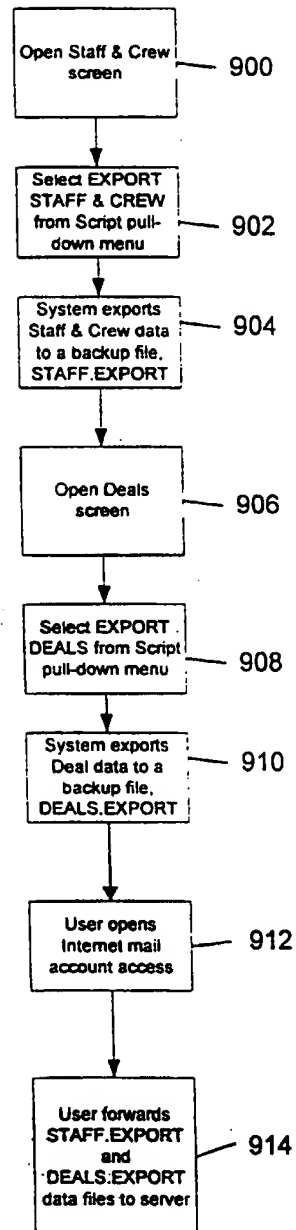 Open Staff & Crew
screen
900
Select EXPORT
STAFF & CREW
from Script pull-
down menu
902
System exports
Staff & Crew data
to a backup file,
STAFF.EXPORT
904
Open Deals
screen
906
Select EXPORT
DEALS from Script
pull-down menu
908
System exports
Deal data to a
backup file,
DEALS.EXPORT
910
User opens
Internet mail
account access
912
User forwards
STAFF.EXPORT
and
DEALS.EXPORT
data files to server
914